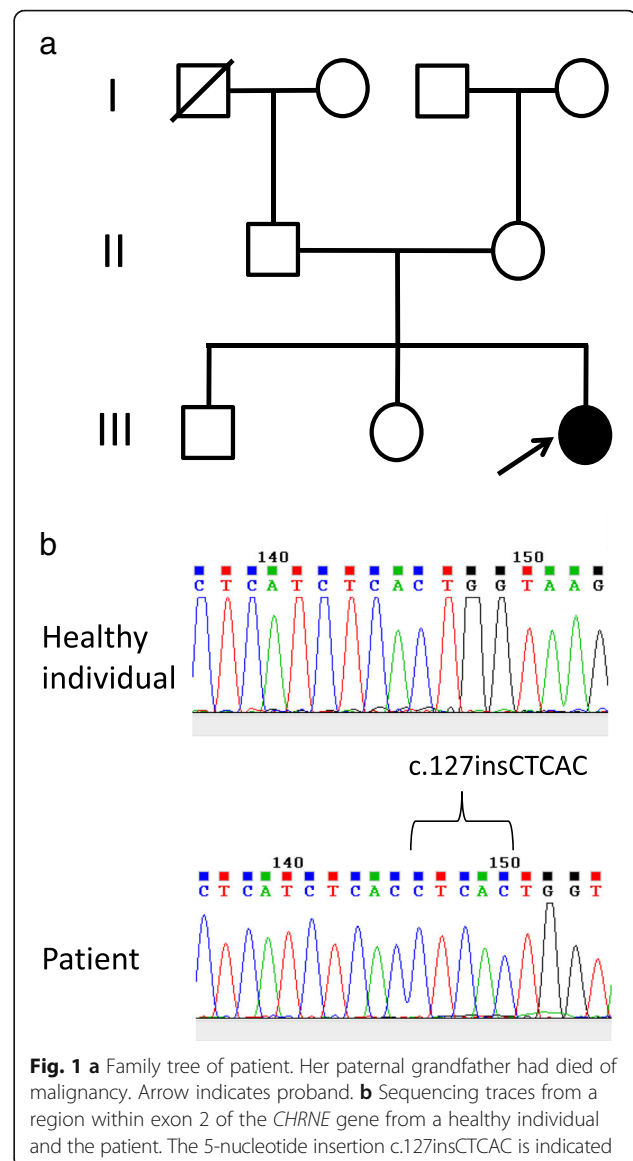 a
I
II
III
b
140 150
C T C A T C T C A C T G G T A A G
Healthy
individual
c.127insCTCAC
140 150
C T C A T C T C A C C T C A C T G G T
Patient
Fig. 1 a Family tree of patient. Her paternal grandfather had died of
malignancy. Arrow indicates proband. b Sequencing traces from a
region within exon 2 of the CHRNE gene from a healthy individual
and the patient. The 5-nucleotide insertion c.127insCTCAC is indicated